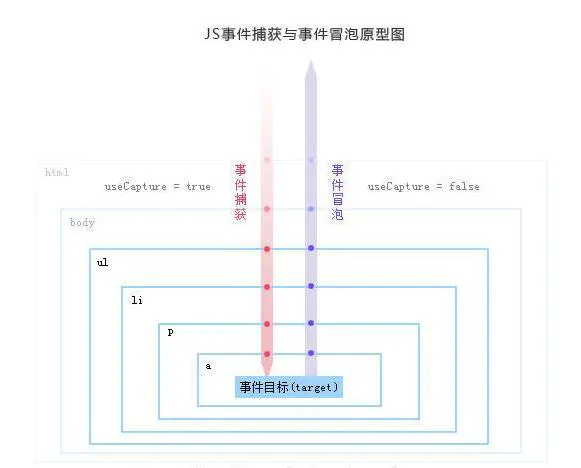 JS事件捕获与事件冒泡原型图
html
事件捕获
事件冒泡
useCapture = true
useCapture = false
body
ul
li
p
a
事件目标(target)